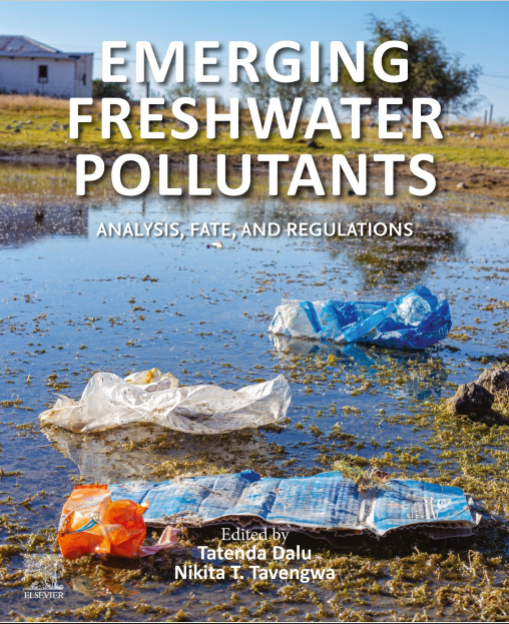 EMERGING
FRESHWATER
POLLUTANTS
ANALYSIS, FATE, AND REGULATIONS
Edited by
Tatenda Dalu
Nikita T. Tavengwa
ELSEVIER